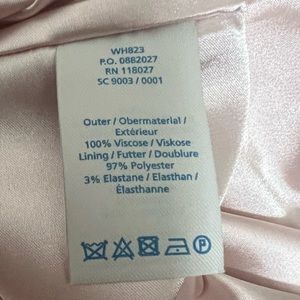 WH823
P.O. 0882027
RN 118027
SC 9003 / 0001
Outer / Obermaterial /
Extérieur
100% Viscose / Viskose
Lining / Futter / Doublure
97% Polyester
3% Elastane / Elasthan /
Élasthanne
P